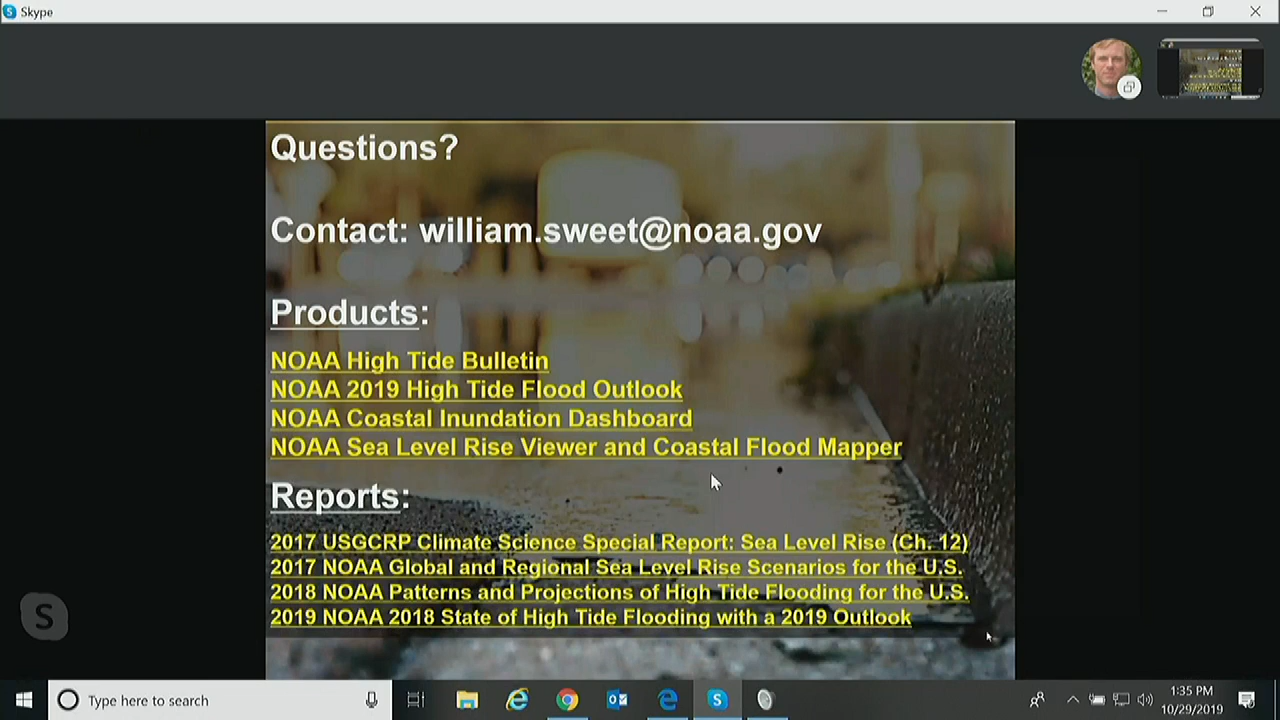 Skype
Questions?
Contact: william.sweet@noaa.gov
Products:
NOAA High Tide Bulletin
NOAA 2019 High Tide Flood Outlook
NOAA Coastal Inundation Dashboard
NOAA Sea Level Rise Viewer and Coastal Flood Mapper
Reports:
2017 USGCRP Climate Science Special Report: Sea Level Rise (Ch. 12)
2017 NOAA Global and Regional Sea Level Rise Scenarios for the U.S.
2018 NOAA Patterns and Projections of High Tide Flooding for the U.S.
2019 NOAA 2018 State of High Tide Flooding with a 2019 Outlook
Type here to search
1:35 PM
10/29/2019